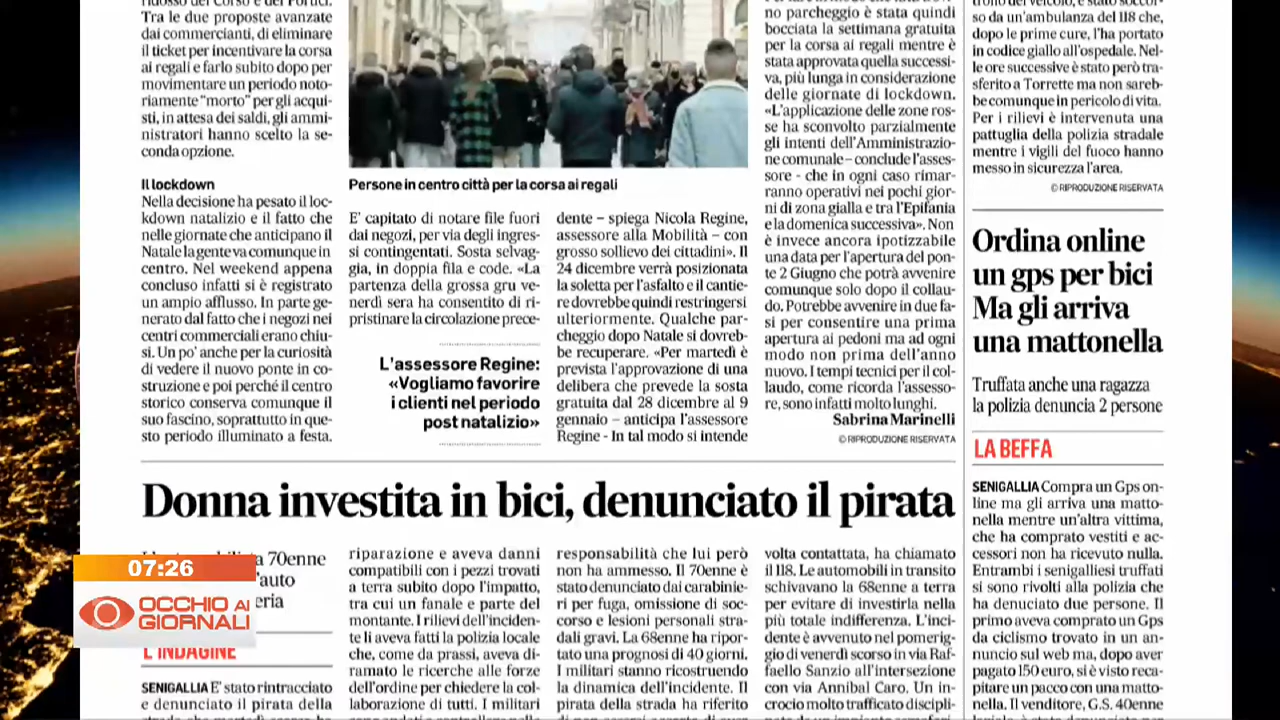 ridosso del Corso e dei Portici.
Tra le due proposte avanzate
dai commercianti, di eliminare
il ticket per incentivare la corsa
ai regali e farlo subito dopo per
movimentare un periodo noto-
riamente “morto” per gli acqui-
sti, in attesa dei saldi, gli ammi-
nistratori hanno scelto la se-
conda opzione.
Il lockdown
Nella decisione ha pesato il loc-
kdown natalizio e il fatto che
nelle giornate che anticipano il
Natale la gente va comunque in
centro. Nel weekend appena
concluso infatti si è registrato
un ampio afflusso. In parte ge-
nerato dal fatto che i negozi nei
centri commerciali erano chiu-
si. Un po' anche per la curiosità
di vedere il nuovo ponte in co-
struzione e poi perché il centro
storico conserva comunque il
suo fascino, soprattutto in que-
sto periodo illuminato a festa.
Persone in centro città per la corsa ai regali
E' capitato di notare file fuori
dai negozi, per via degli ingres-
si contingentati. Sosta selvag-
gia, in doppia fila e code. «La
partenza della grossa gru ve-
nerdì sera ha consentito di ri-
pristinare la circolazione prece-
L'assessore Regine:
«Vogliamo favorire
i clienti nel periodo
post natalizio»
dente – spiega Nicola Regine,
assessore alla Mobilità – con
grosso sollievo dei cittadini». Il
24 dicembre verrà posizionata
la soletta per l'asfalto e il cantie-
re dovrebbe quindi restringersi
ulteriormente. Qualche par-
cheggio dopo Natale si dovreb-
be recuperare. «Per martedì è
prevista l'approvazione di una
delibera che prevede la sosta
gratuita dal 28 dicembre al 9
gennaio – anticipa l'assessore
Regine - In tal modo si intende
no parcheggio è stata quindi
bocciata la settimana gratuita
per la corsa ai regali mentre è
stata approvata quella successi-
va, più lunga in considerazione
delle giornate di lockdown.
«L'applicazione delle zone ros-
se ha sconvolto parzialmente
gli intenti dell'Amministrazio-
ne comunale – conclude l'asses-
sore - che in ogni caso rimar-
ranno operativi nei pochi gior-
ni di zona gialla e tra l'Epifania
e la domenica successiva». Non
è invece ancora ipotizzabile
una data per l'apertura del pon-
te 2 Giugno che potrà avvenire
comunque solo dopo il collau-
do. Potrebbe avvenire in due fa-
si per consentire una prima
apertura ai pedoni ma ad ogni
modo non prima dell'anno
nuovo. I tempi tecnici per il col-
laudo, come ricorda l'assesso-
re, sono infatti molto lunghi.
Sabrina Marinelli
© RIPRODUZIONE RISERVATA
trono del veicolo, è stato soccor-
so da un'ambulanza del 118 che,
dopo le prime cure, l'ha portato
in codice giallo all'ospedale. Nel-
le ore successive è stato però tra-
sferito a Torrette ma non sareb-
be comunque in pericolo di vita.
Per i rilievi è intervenuta una
pattuglia della polizia stradale
mentre i vigili del fuoco hanno
messo in sicurezza l'area.
© RIPRODUZIONE RISERVATA
Ordina online
un gps per bici
Ma gli arriva
una mattonella
Truffata anche una ragazza
la polizia denuncia 2 persone
LA BEFFA
SENIGALLIA Compra un Gps on-
line ma gli arriva una matto-
nella mentre un'altra vittima,
che ha comprato vestiti e ac-
cessori non ha ricevuto nulla.
Entrambi i senigalliesi truffati
si sono rivolti alla polizia che
ha denuciato due persone. Il
primo aveva comprato un Gps
da ciclismo trovato in un an-
nuncio sul web ma, dopo aver
pagato 150 euro, si è visto reca-
pitare un pacco con una matto-
nella. Il venditore, G.S. 40enne
Donna investita in bici, denunciato il pirata
70enne
auto
eria
07:26
OCCHIO AI
GIORNALI
L'INDAGINE
SENIGALLIA E' stato rintracciato
e denunciato il pirata della
riparazione e aveva danni
compatibili con i pezzi trovati
a terra subito dopo l'impatto,
tra cui un fanale e parte del
montante. I rilievi dell'inciden-
te li aveva fatti la polizia locale
che, come da prassi, aveva di-
ramato le ricerche alle forze
dell'ordine per chiedere la col-
laborazione di tutti. I militari
responsabilità che lui però
non ha ammesso. Il 70enne è
stato denunciato dai carabinie-
ri per fuga, omissione di soc-
corso e lesioni personali stra-
dali gravi. La 68enne ha ripor-
tato una prognosi di 40 giorni.
I militari stanno ricostruendo
la dinamica dell'incidente. Il
pirata della strada ha riferito
volta contattata, ha chiamato
il 118. Le automobili in transito
schivavano la 68enne a terra
per evitare di investirla nella
più totale indifferenza. L'inci-
dente è avvenuto nel pomerig-
gio di venerdì scorso in via Raf-
faello Sanzio all'intersezione
con via Annibal Caro. Un in-
crocio molto trafficato discipli-